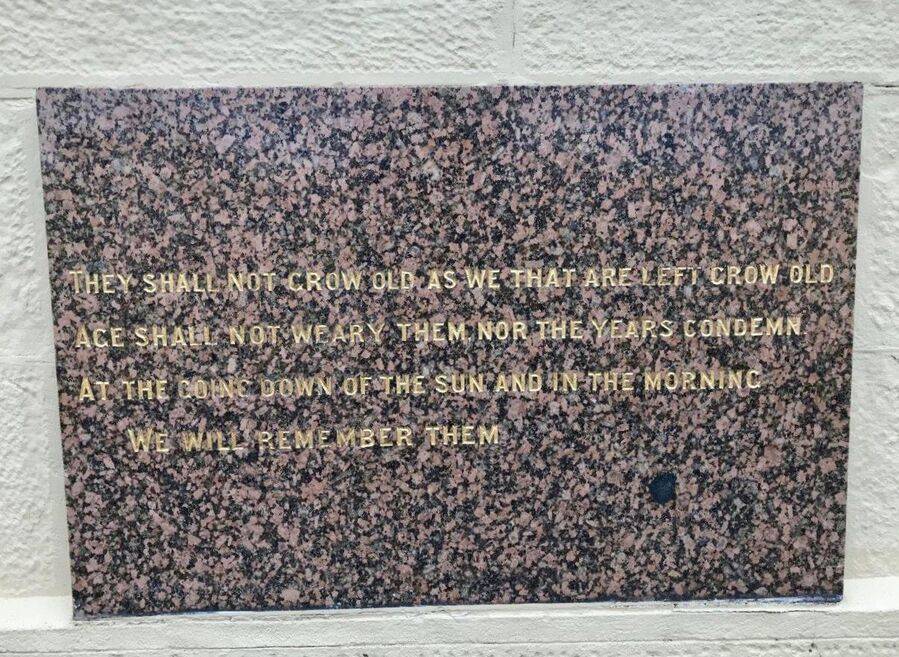 THEY SHALL NOT GROW OLD AS WE THAT ARE LEFT GROW OLD
AGE SHALL NOT WEARY THEM, NOR THE YEARS CONDEMN.
AT THE GOING DOWN OF THE SUN AND IN THE MORNING
WE WILL REMEMBER THEM